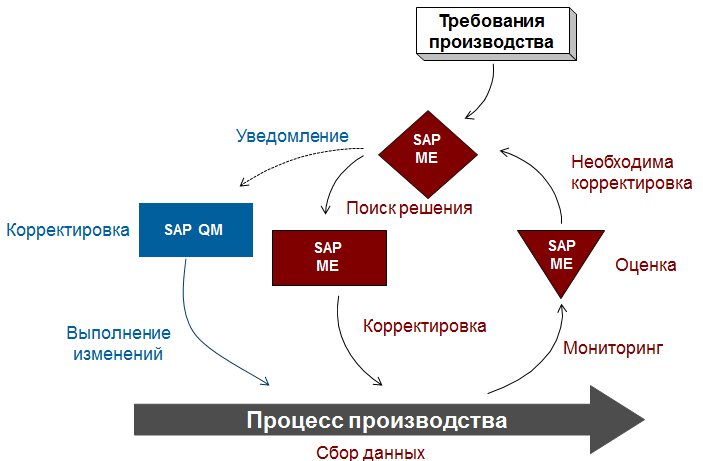 Требования
производства
Уведомление
SAP
ME
Необходима
корректировка
Поиск решения
Корректировка
SAP QM
SAP
ME
SAP
ME
Оценка
Выполнение
изменений
Корректировка
Мониторинг
Процесс производства
Сбор данных